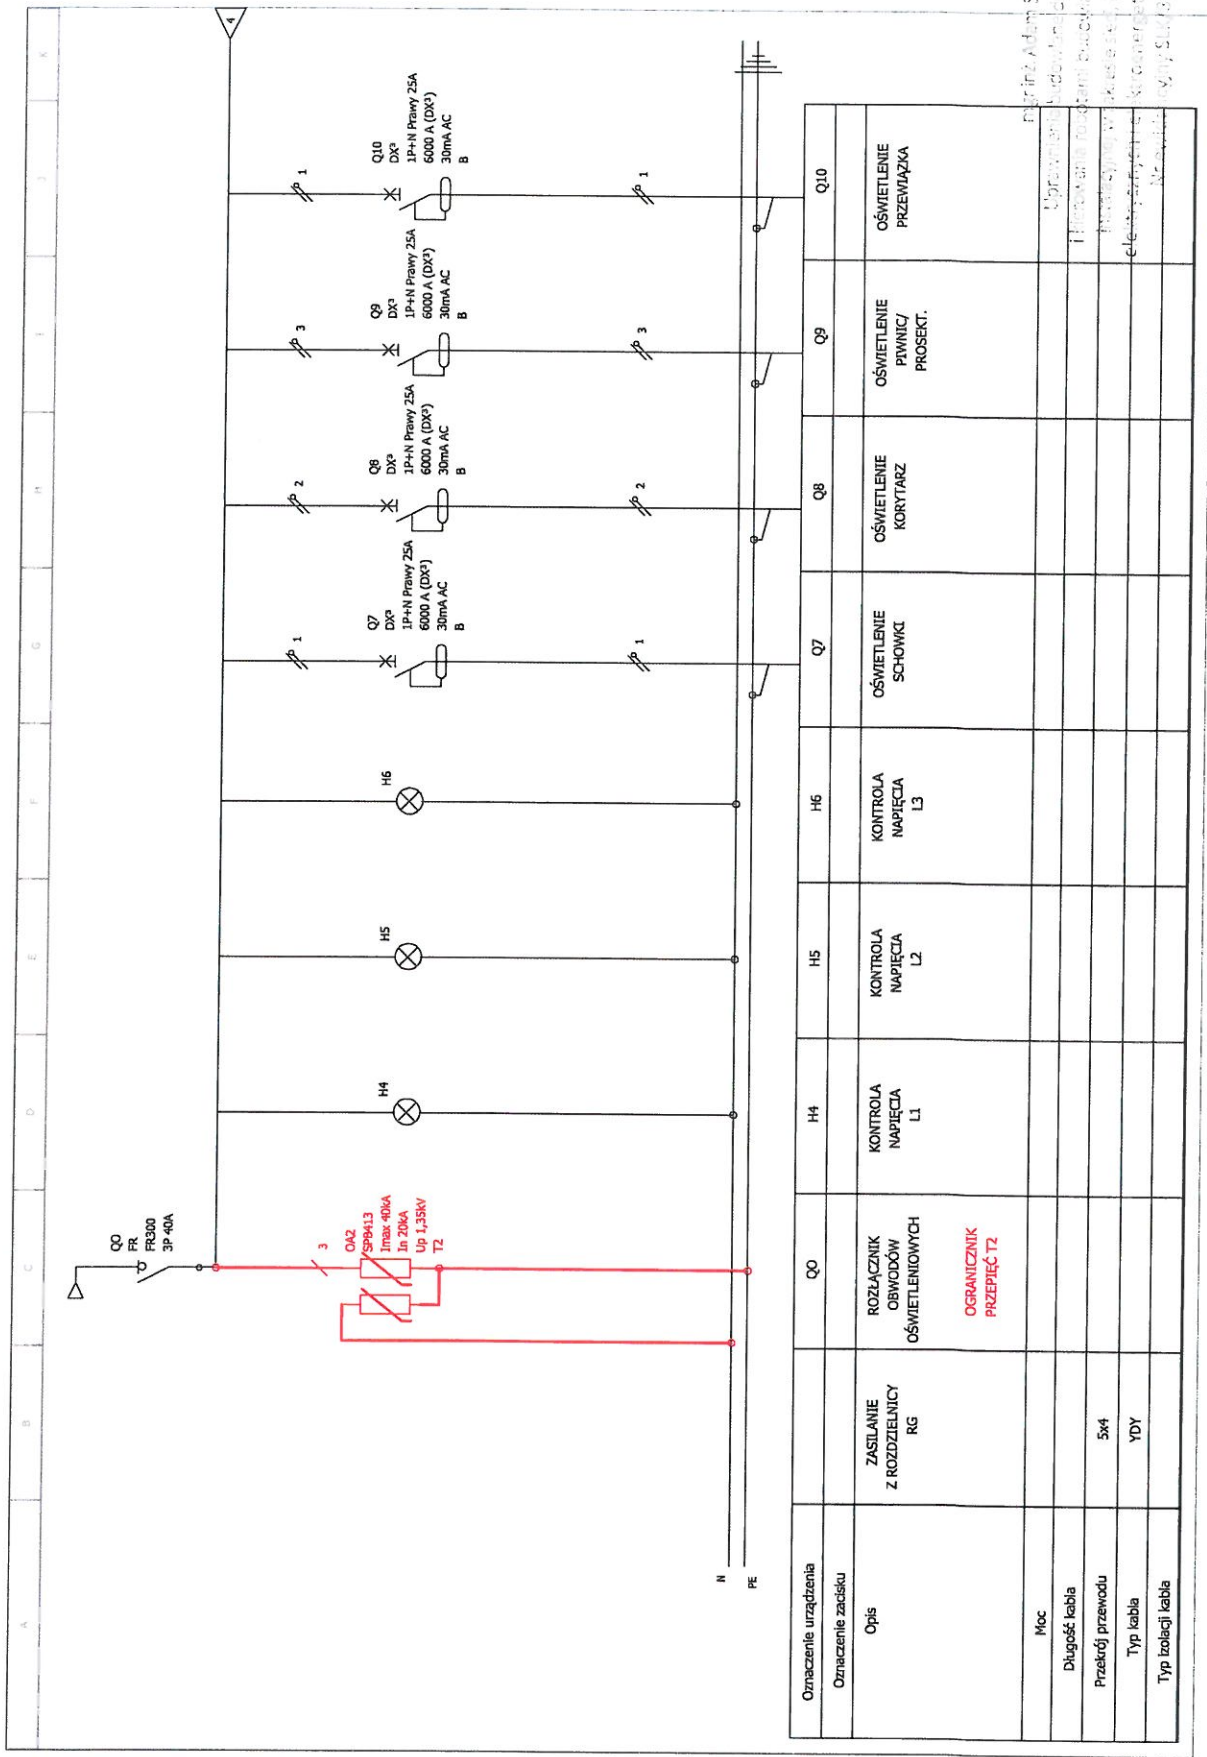 A
B
C
D
E
F
G
H
I
J
K
4
Q0
FR
FR300
3P 40A
3
OA2
SPB413
Imax 40kA
In 20kA
Up 1,35kV
T2
H4
H5
H6
1
Q7
DX³
1P+N Prawy 25A
6000 A (DX³)
30mA AC
B
1
2
Q8
DX³
1P+N Prawy 25A
6000 A (DX³)
30mA AC
B
2
3
Q9
DX³
1P+N Prawy 25A
6000 A (DX³)
30mA AC
B
3
1
Q10
DX³
1P+N Prawy 25A
6000 A (DX³)
30mA AC
B
1
N
PE
Oznaczenie urządzenia
Q0
H4
H5
H6
Q7
Q8
Q9
Q10
Oznaczenie zacisku
Opis
ZASILANIE
Z ROZDZIELNICY
RG
ROZŁĄCZNIK
OBWODÓW
OŚWIETLENIOWYCH
OGRANICZNIK
PRZEPIĘĆ T2
KONTROLA
NAPIĘCIA
L1
KONTROLA
NAPIĘCIA
L2
KONTROLA
NAPIĘCIA
L3
OŚWIETLENIE
SCHOWKI
OŚWIETLENIE
KORYTARZ
OŚWIETLENIE
PIWNIC/
PROSEKT.
OŚWIETLENIE
PRZEWIĄZKA
Moc
Długość kabla
Przekrój przewodu
5x4
Typ kabla
YDY
Typ izolacji kabla
mgr inż. Adam